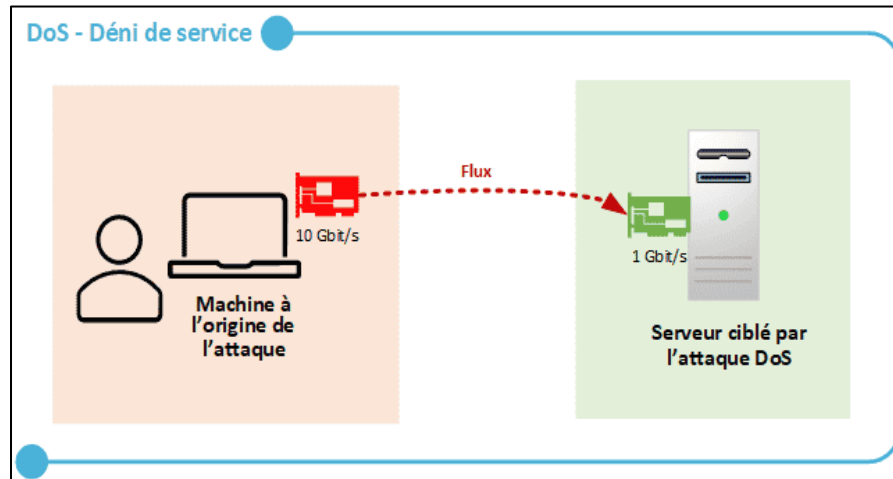 DoS - Déni de service
Flux
10 Gbit/s
1 Gbit/s
Machine à
l'origine de
l'attaque
Serveur ciblé par
l'attaque DoS